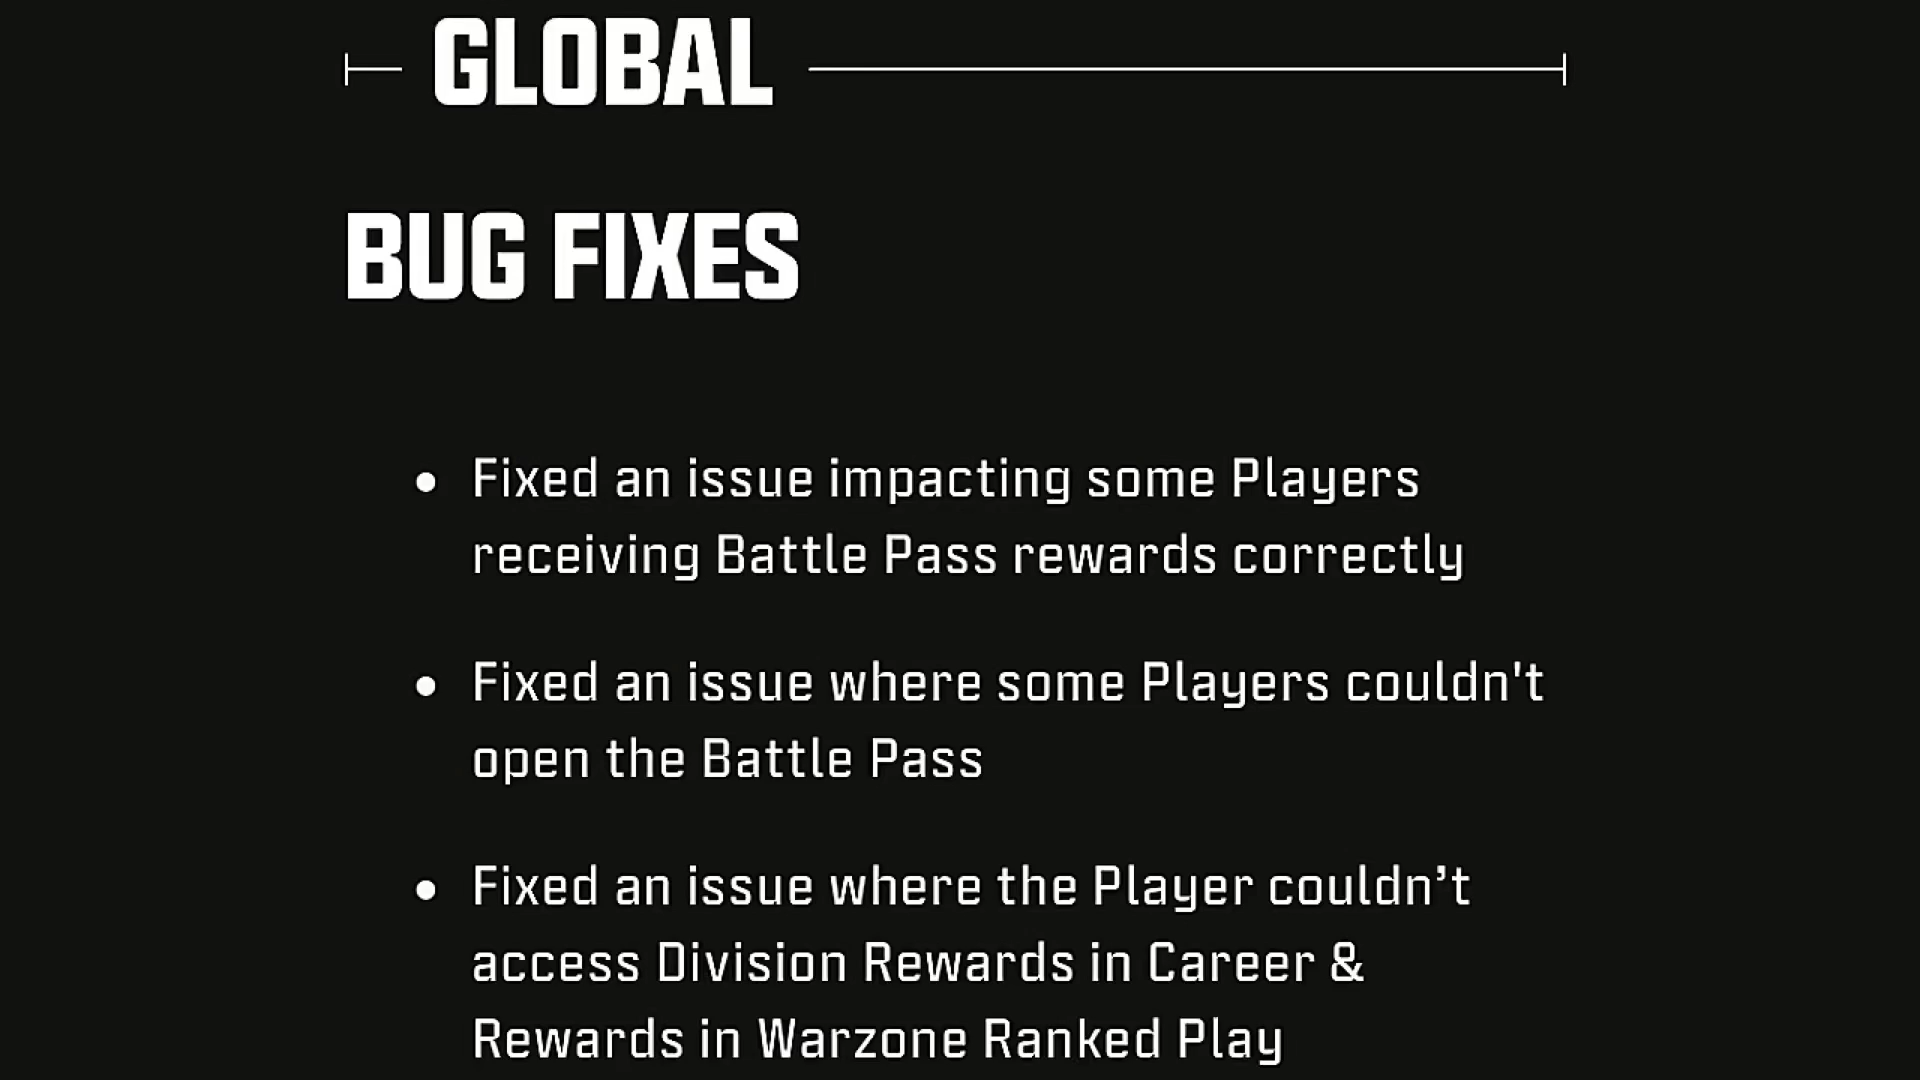 GLOBAL
BUG FIXES
• Fixed an issue impacting some Players
receiving Battle Pass rewards correctly
• Fixed an issue where some Players couldn't
open the Battle Pass
• Fixed an issue where the Player couldn’t
access Division Rewards in Career &
Rewards in Warzone Ranked Play